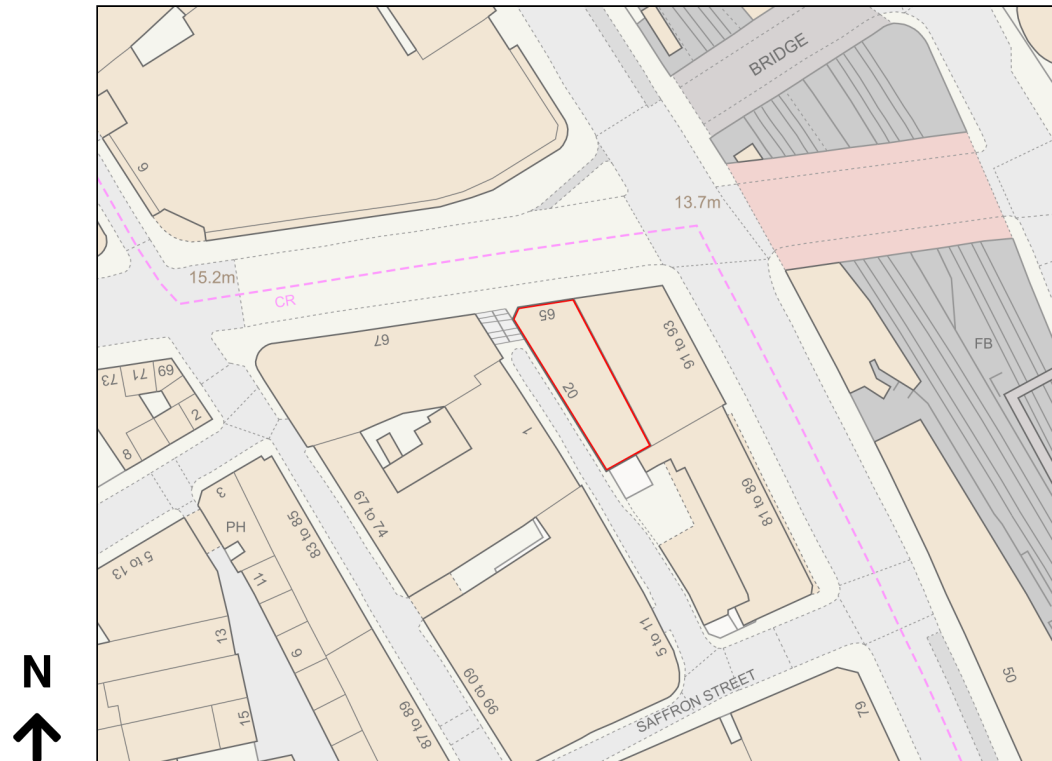 BRIDGE
9
13.7m
15.2m
CR
65
67
91 to 93
FB
73
71
69
20
2
1
8
3
PH
67 to 74
81 to 89
83 to 85
5 to 13
11
13
5 to 11
9
60 to 66
SAFFRON STREET
50
79
15
87 to 89
N